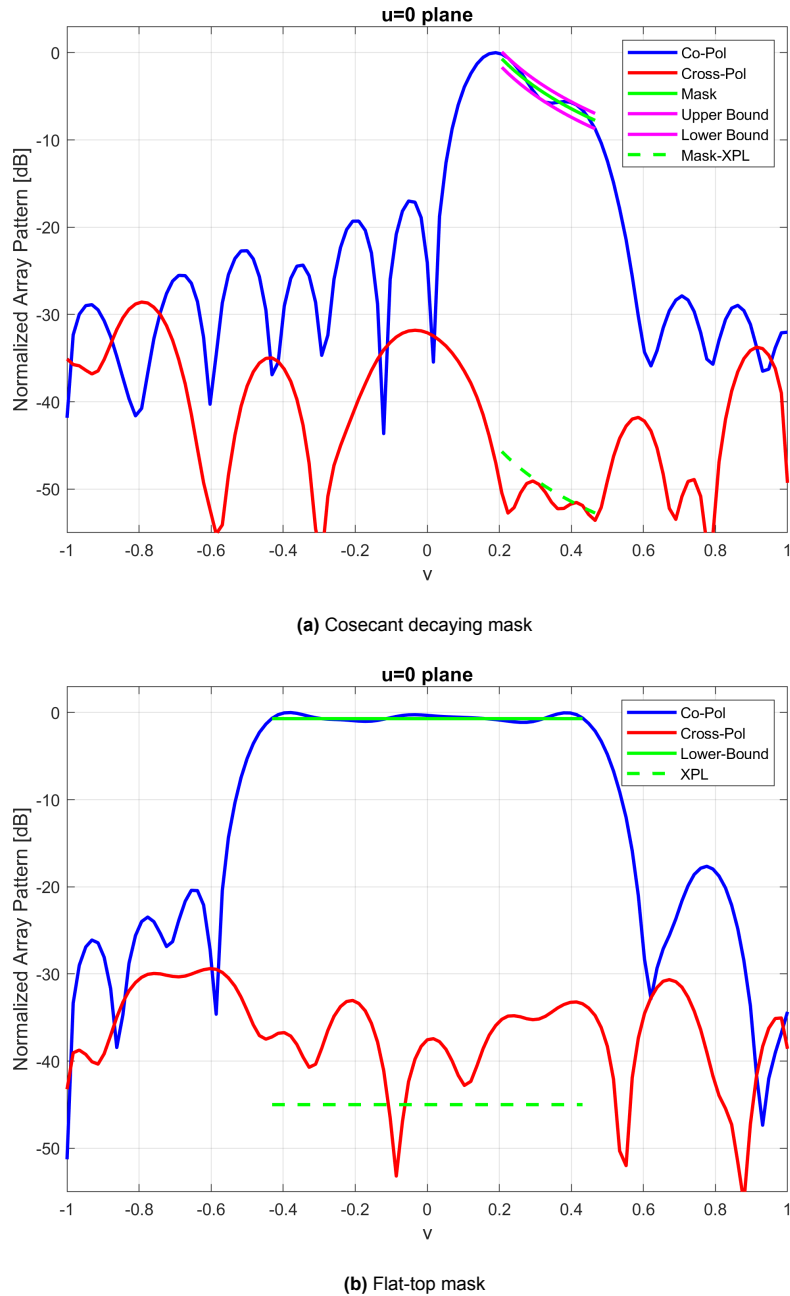 u=0 plane
Normalized Array Pattern [dB]
0
-10
-20
-30
-40
-50
Co-Pol
Cross-Pol
Mask
Upper Bound
Lower Bound
Mask-XPL
-1 -0.8 -0.6 -0.4 -0.2 0 0.2 0.4 0.6 0.8 1
v
(a) Cosecant decaying mask
u=0 plane
Normalized Array Pattern [dB]
0
-10
-20
-30
-40
-50
Co-Pol
Cross-Pol
Lower-Bound
XPL
-1 -0.8 -0.6 -0.4 -0.2 0 0.2 0.4 0.6 0.8 1
v
(b) Flat-top mask